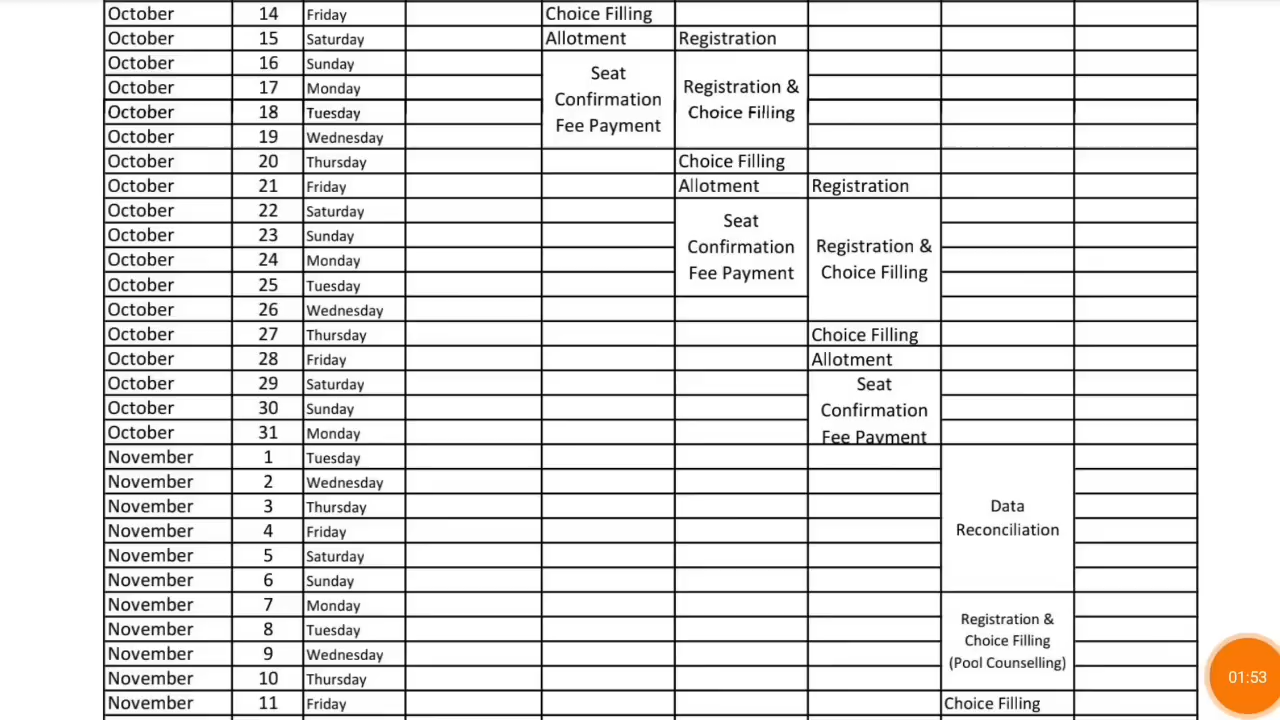 October 14 Friday Choice Filling
October 15 Saturday Allotment Registration
October 16 Sunday
October 17 Monday
October 18 Tuesday
October 19 Wednesday
Seat
Confirmation
Fee Payment
Registration &
Choice Filling
October 20 Thursday Choice Filling
October 21 Friday Allotment Registration
October 22 Saturday
October 23 Sunday
October 24 Monday
October 25 Tuesday
October 26 Wednesday
Seat
Confirmation
Fee Payment
Registration &
Choice Filling
October 27 Thursday Choice Filling
October 28 Friday Allotment
October 29 Saturday
October 30 Sunday
October 31 Monday
Seat
Confirmation
Fee Payment
November 1 Tuesday
November 2 Wednesday
November 3 Thursday
November 4 Friday
November 5 Saturday
November 6 Sunday
Data
Reconciliation
November 7 Monday
November 8 Tuesday
November 9 Wednesday
November 10 Thursday
Registration &
Choice Filling
(Pool Counselling)
November 11 Friday Choice Filling
01:53